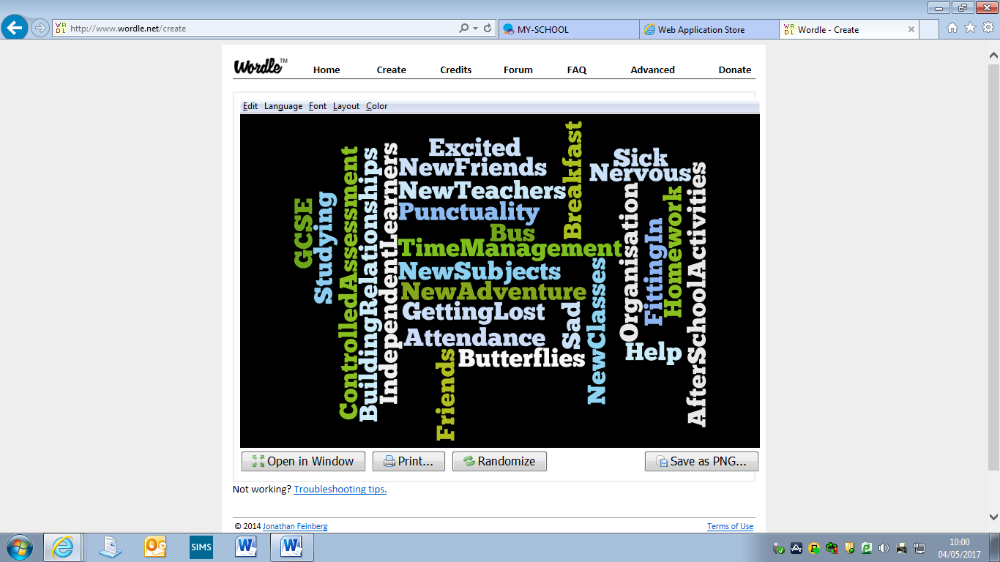 http://www.wordle.net/create
MY-SCHOOL
Web Application Store
Wordle - Create
Wordle™
Home Create Credits Forum FAQ Advanced Donate
Edit Language Font Layout Color
GCSE
Studying
ControlledAssessment
BuildingRelationships
IndependentLearners
Excited
NewFriends
NewTeachers
Punctuality
Bus
TimeManagement
NewSubjects
NewAdventure
GettingLost
Attendance
Butterflies
Friends
Breakfast
Sad
NewClasses
Sick
Nervous
Organisation
FittingIn
Homework
Help
AfterSchoolActivities
Open in Window Print... Randomize Save as PNG...
Not working? Troubleshooting tips.
© 2014 Jonathan Feinberg Terms of Use
SIMS
10:00
04/05/2017